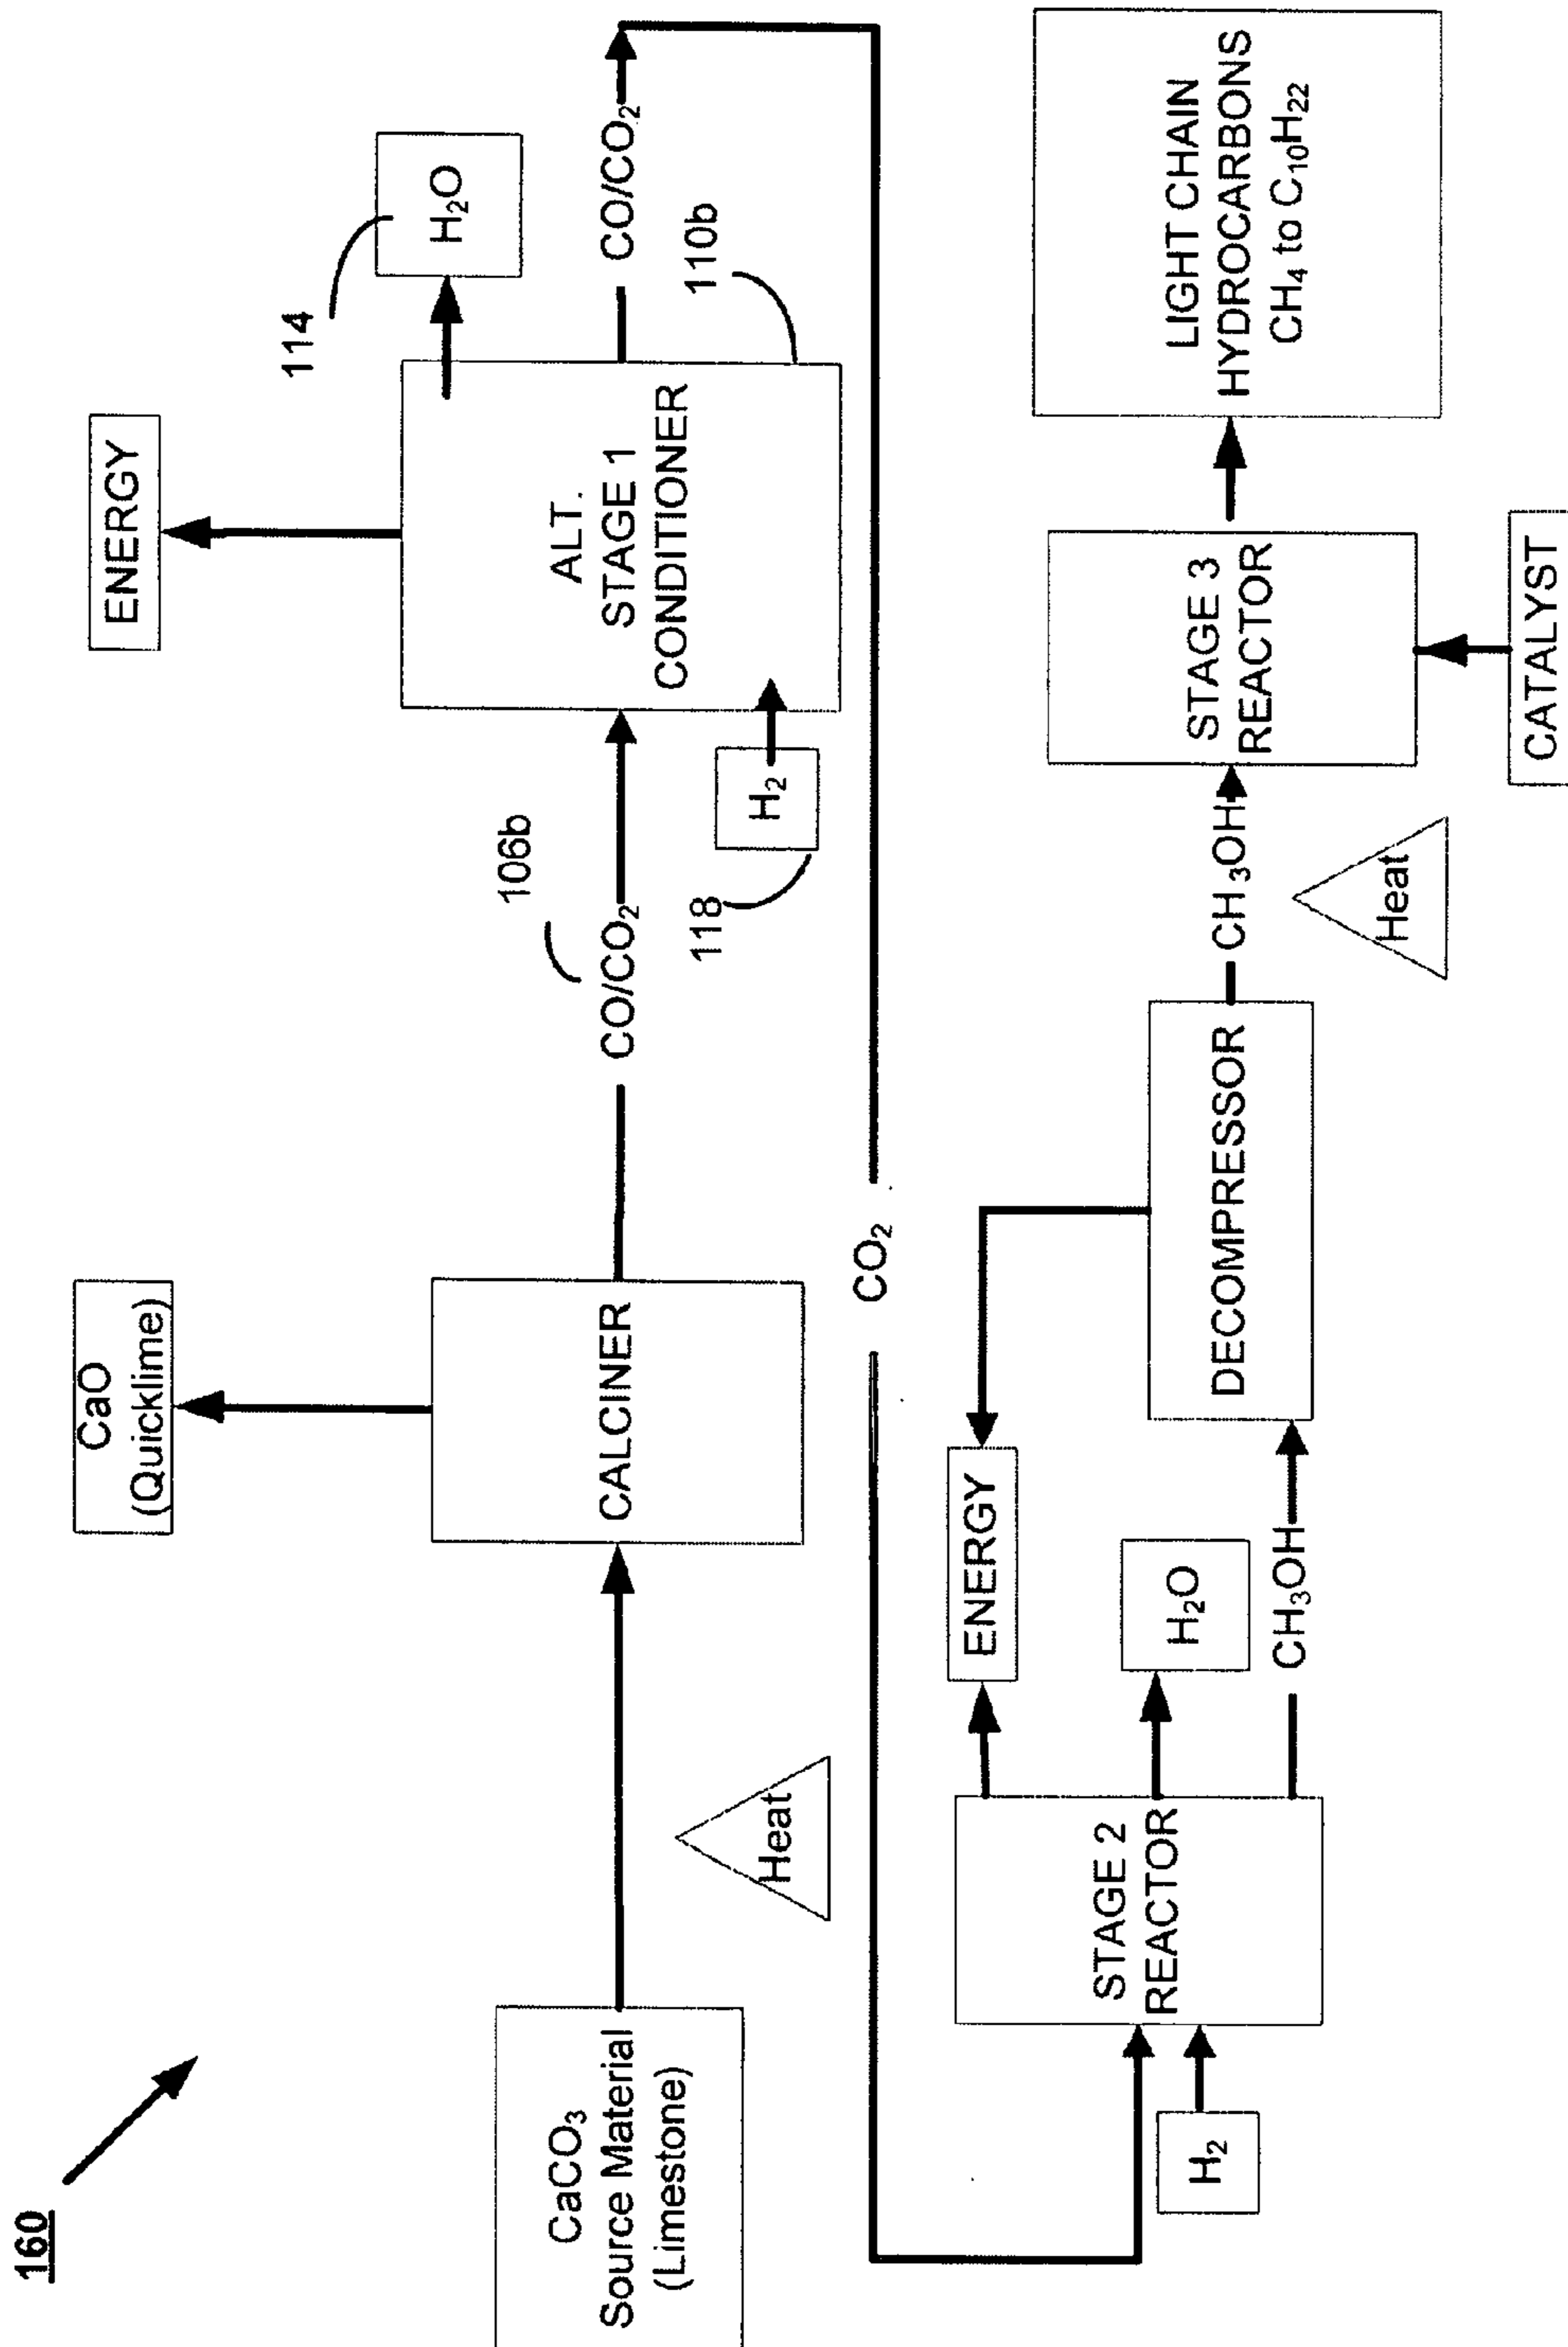 160
CaCO3
Source Material
(Limestone)
Heat
CaO
(Quicklime)
CALCINER
CO/CO2
106b
H2
118
ENERGY
ALT.
STAGE 1
CONDITIONER
110b
114
H2O
CO/CO2
CO2
H2
STAGE 2
REACTOR
ENERGY
H2O
CH3OH
DECOMPRESSOR
CH3OH
Heat
STAGE 3
REACTOR
CATALYST
LIGHT CHAIN
HYDROCARBONS
CH4 to C10H22